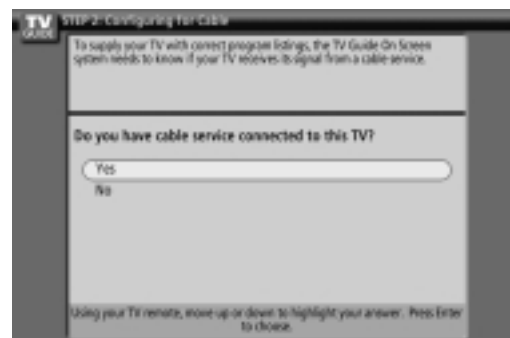 TV
GUIDE
STEP 2: Configuring for Cable
To supply your TV with correct program listings, the TV Guide On Screen
system needs to know if your TV receives its signal from a cable service.
Do you have cable service connected to this TV?
Yes
No
Using your TV remote, move up or down to highlight your answer. Press Enter
to choose.